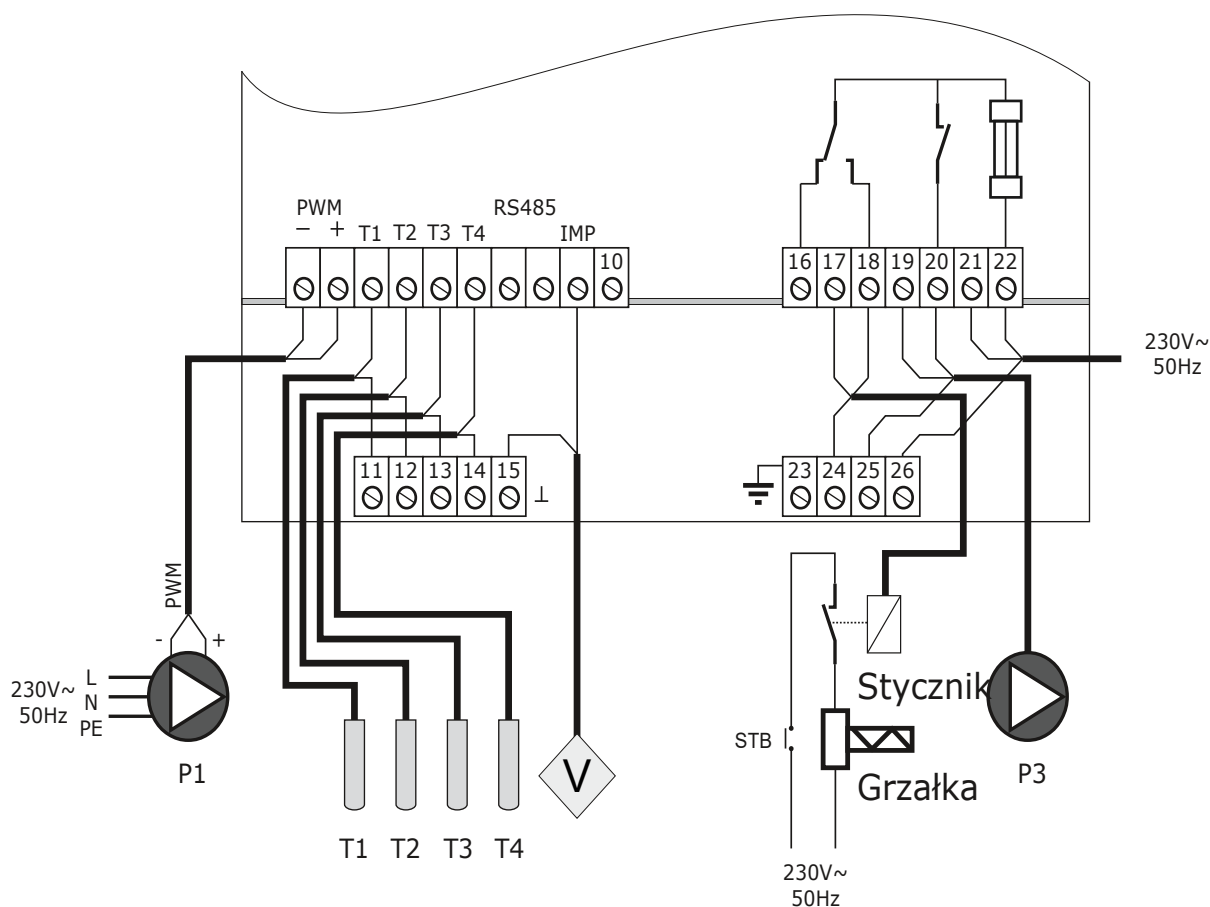 PWM
− +
T1 T2 T3 T4
RS485
IMP
10
16 17 18 19 20 21 22
230V~
50Hz
11 12 13 14 15
⊥
23 24 25 26
PWM
- +
L
N
PE
230V~
50Hz
P1
T1 T2 T3 T4
V
Stycznik
STB
Grzałka
P3
230V~
50Hz